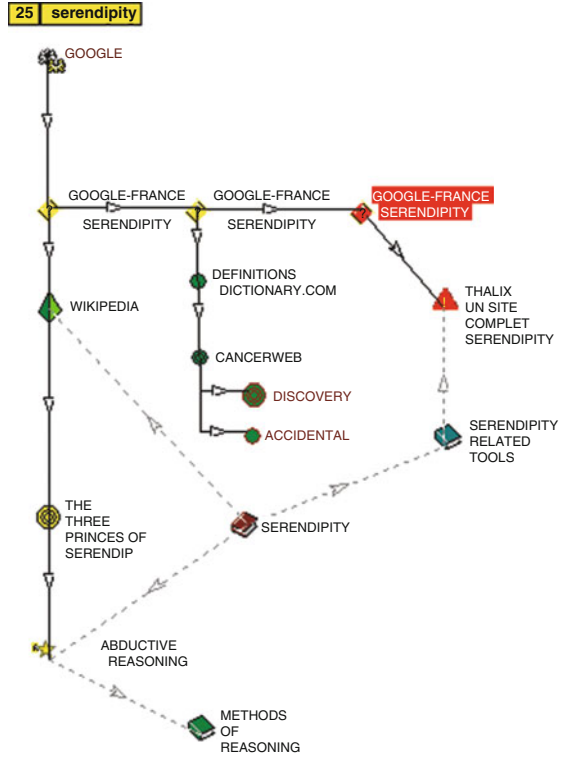 25 serendipity
GOOGLE
GOOGLE-FRANCE
SERENDIPITY
GOOGLE-FRANCE
SERENDIPITY
GOOGLE-FRANCE
SERENDIPITY
DEFINITIONS
DICTIONARY.COM
WIKIPEDIA
THALIX
UN SITE
COMPLET
SERENDIPITY
CANCERWEB
DISCOVERY
ACCIDENTAL
SERENDIPITY
RELATED
TOOLS
THE
THREE
PRINCES OF
SERENDIP
SERENDIPITY
ABDUCTIVE
REASONING
METHODS
OF
REASONING